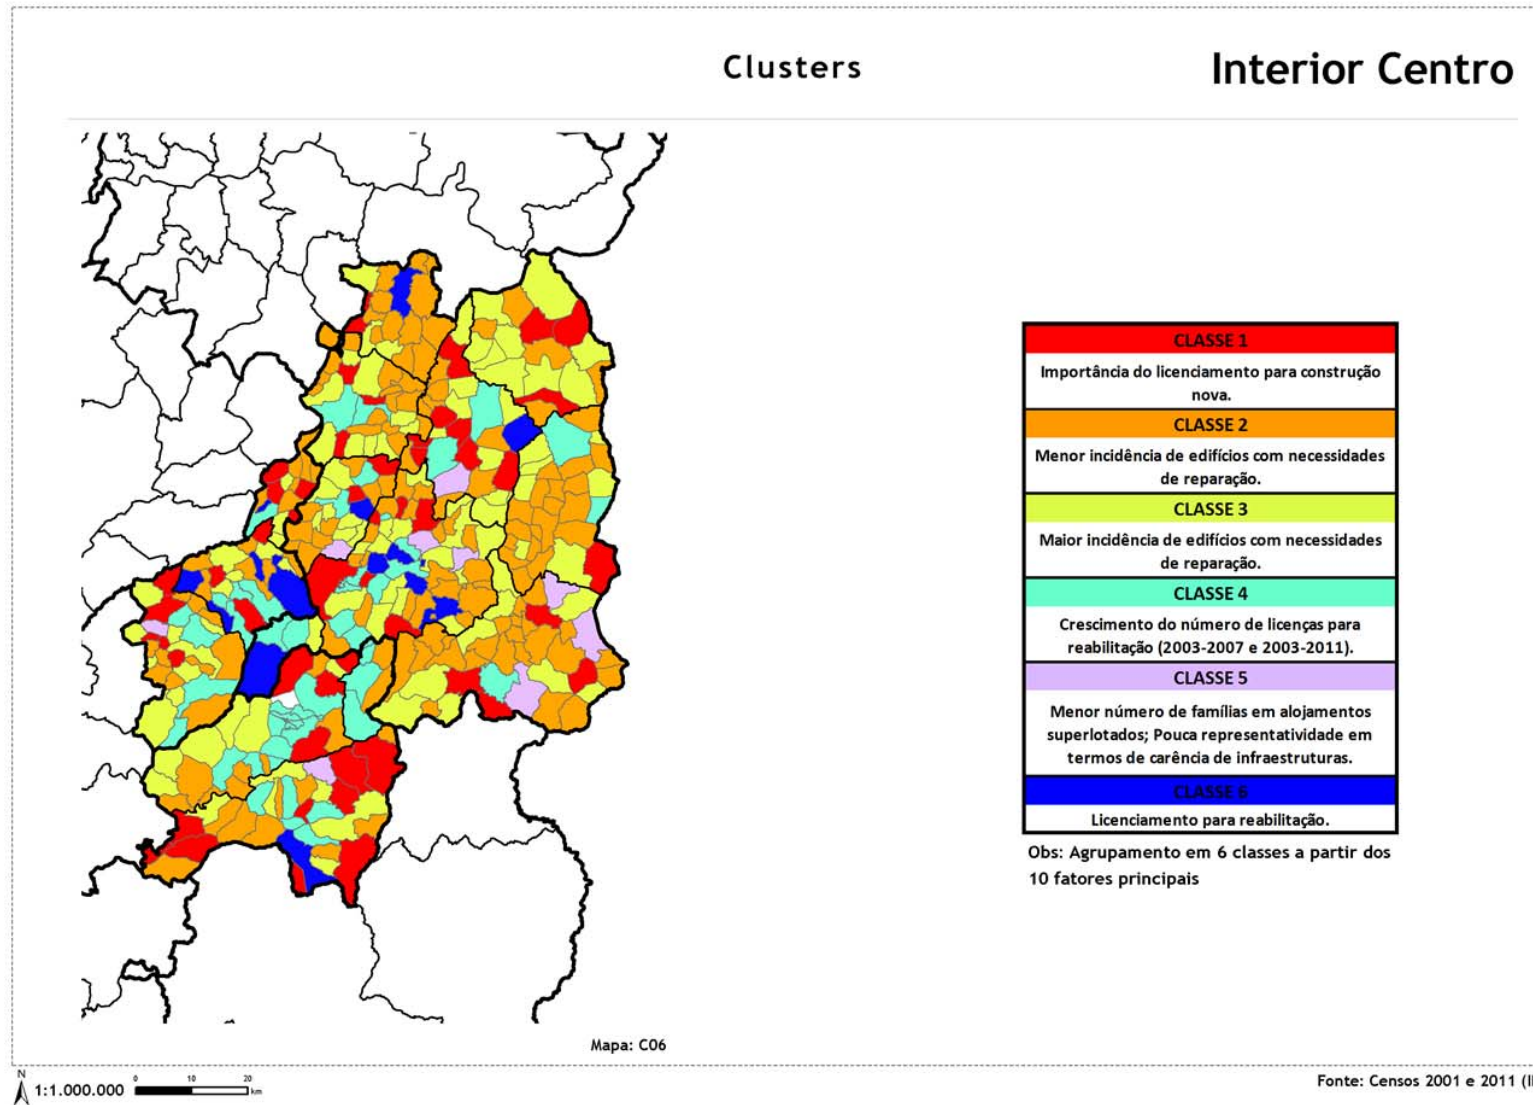 Clusters
Interior Centro
CLASSE 1
Importância do licenciamento para construção
nova.
CLASSE 2
Menor incidência de edifícios com necessidades
de reparação.
CLASSE 3
Maior incidência de edifícios com necessidades
de reparação.
CLASSE 4
Crescimento do número de licenças para
reabilitação (2003-2007 e 2003-2011).
CLASSE 5
Menor número de famílias em alojamentos
superlotados; Pouca representatividade em
termos de carência de infraestruturas.
CLASSE 6
Licenciamento para reabilitação.
Obs: Agrupamento em 6 classes a partir dos
10 fatores principais
Mapa: C06
N
1:1.000.000
0 10 20
km
Fonte: Censos 2001 e 2011